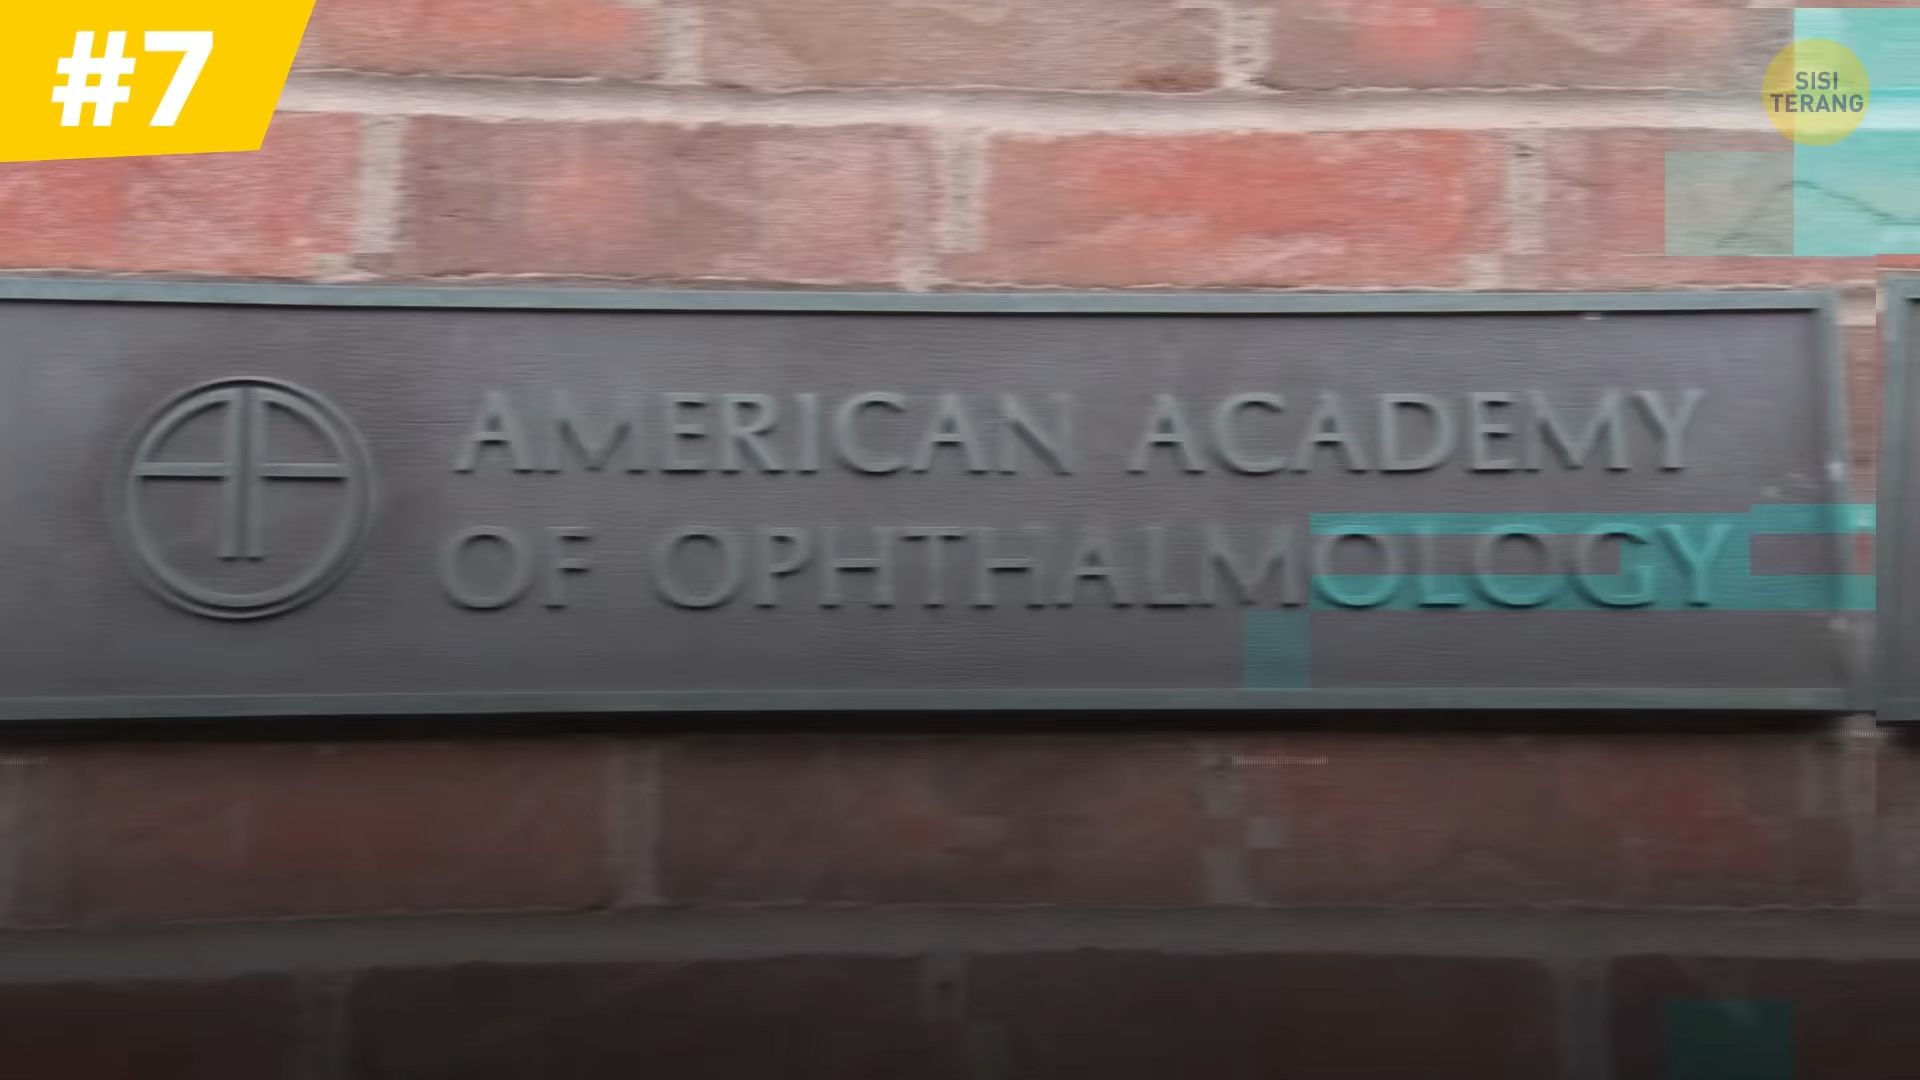 #7
SISI
TERANG
AMERICAN ACADEMY
OF OPHTHALMOLOGY